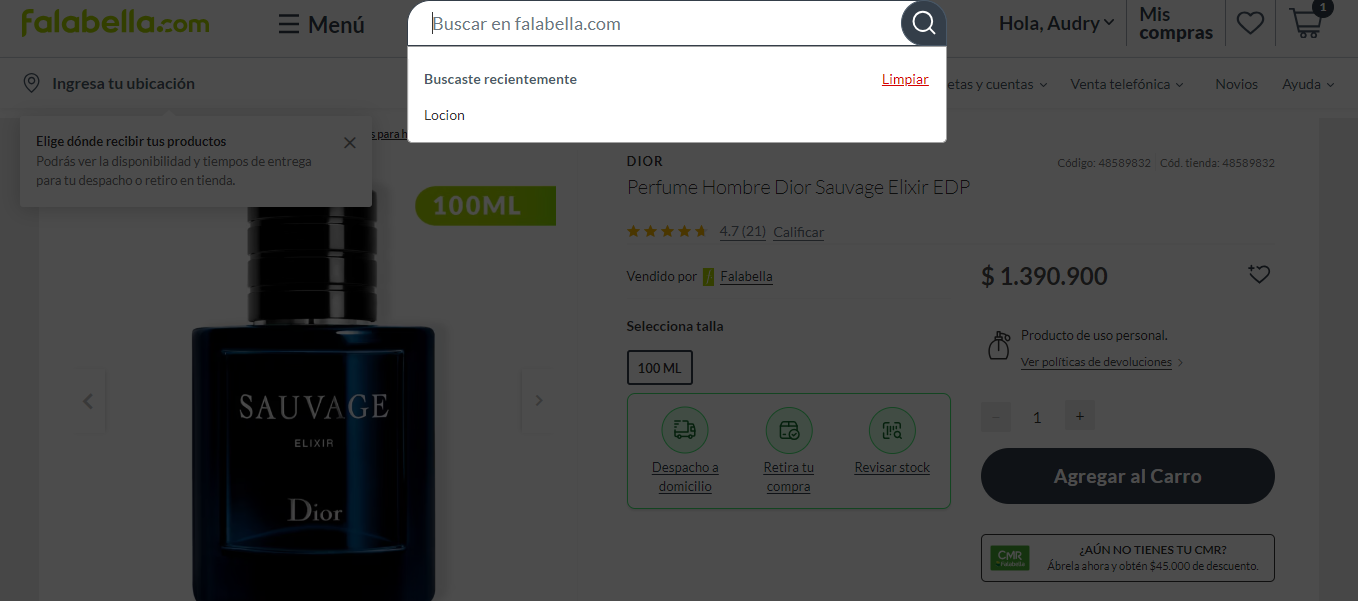 falabella.com
Menú
Buscar en falabella.com
Hola, Audry
Mis
compras
1
Ingresa tu ubicación
Buscaste recientemente
Limpiar
Locion
etas y cuentas
Venta telefónica
Novios
Ayuda
Elige dónde recibir tus productos
Podrás ver la disponibilidad y tiempos de entrega
para tu despacho o retiro en tienda.
s para h
100ML
SAUVAGE
ELIXIR
Dior
DIOR
Código: 48589832 Cód. tienda: 48589832
Perfume Hombre Dior Sauvage Elixir EDP
4.7 (21) Calificar
Vendido por Falabella
$ 1.390.900
Selecciona talla
100 ML
Producto de uso personal.
Ver políticas de devoluciones
Despacho a
domicilio
Retira tu
compra
Revisar stock
− 1 +
Agregar al Carro
CMR
falabella
¿AÚN NO TIENES TU CMR?
Ábrela ahora y obtén $45.000 de descuento.